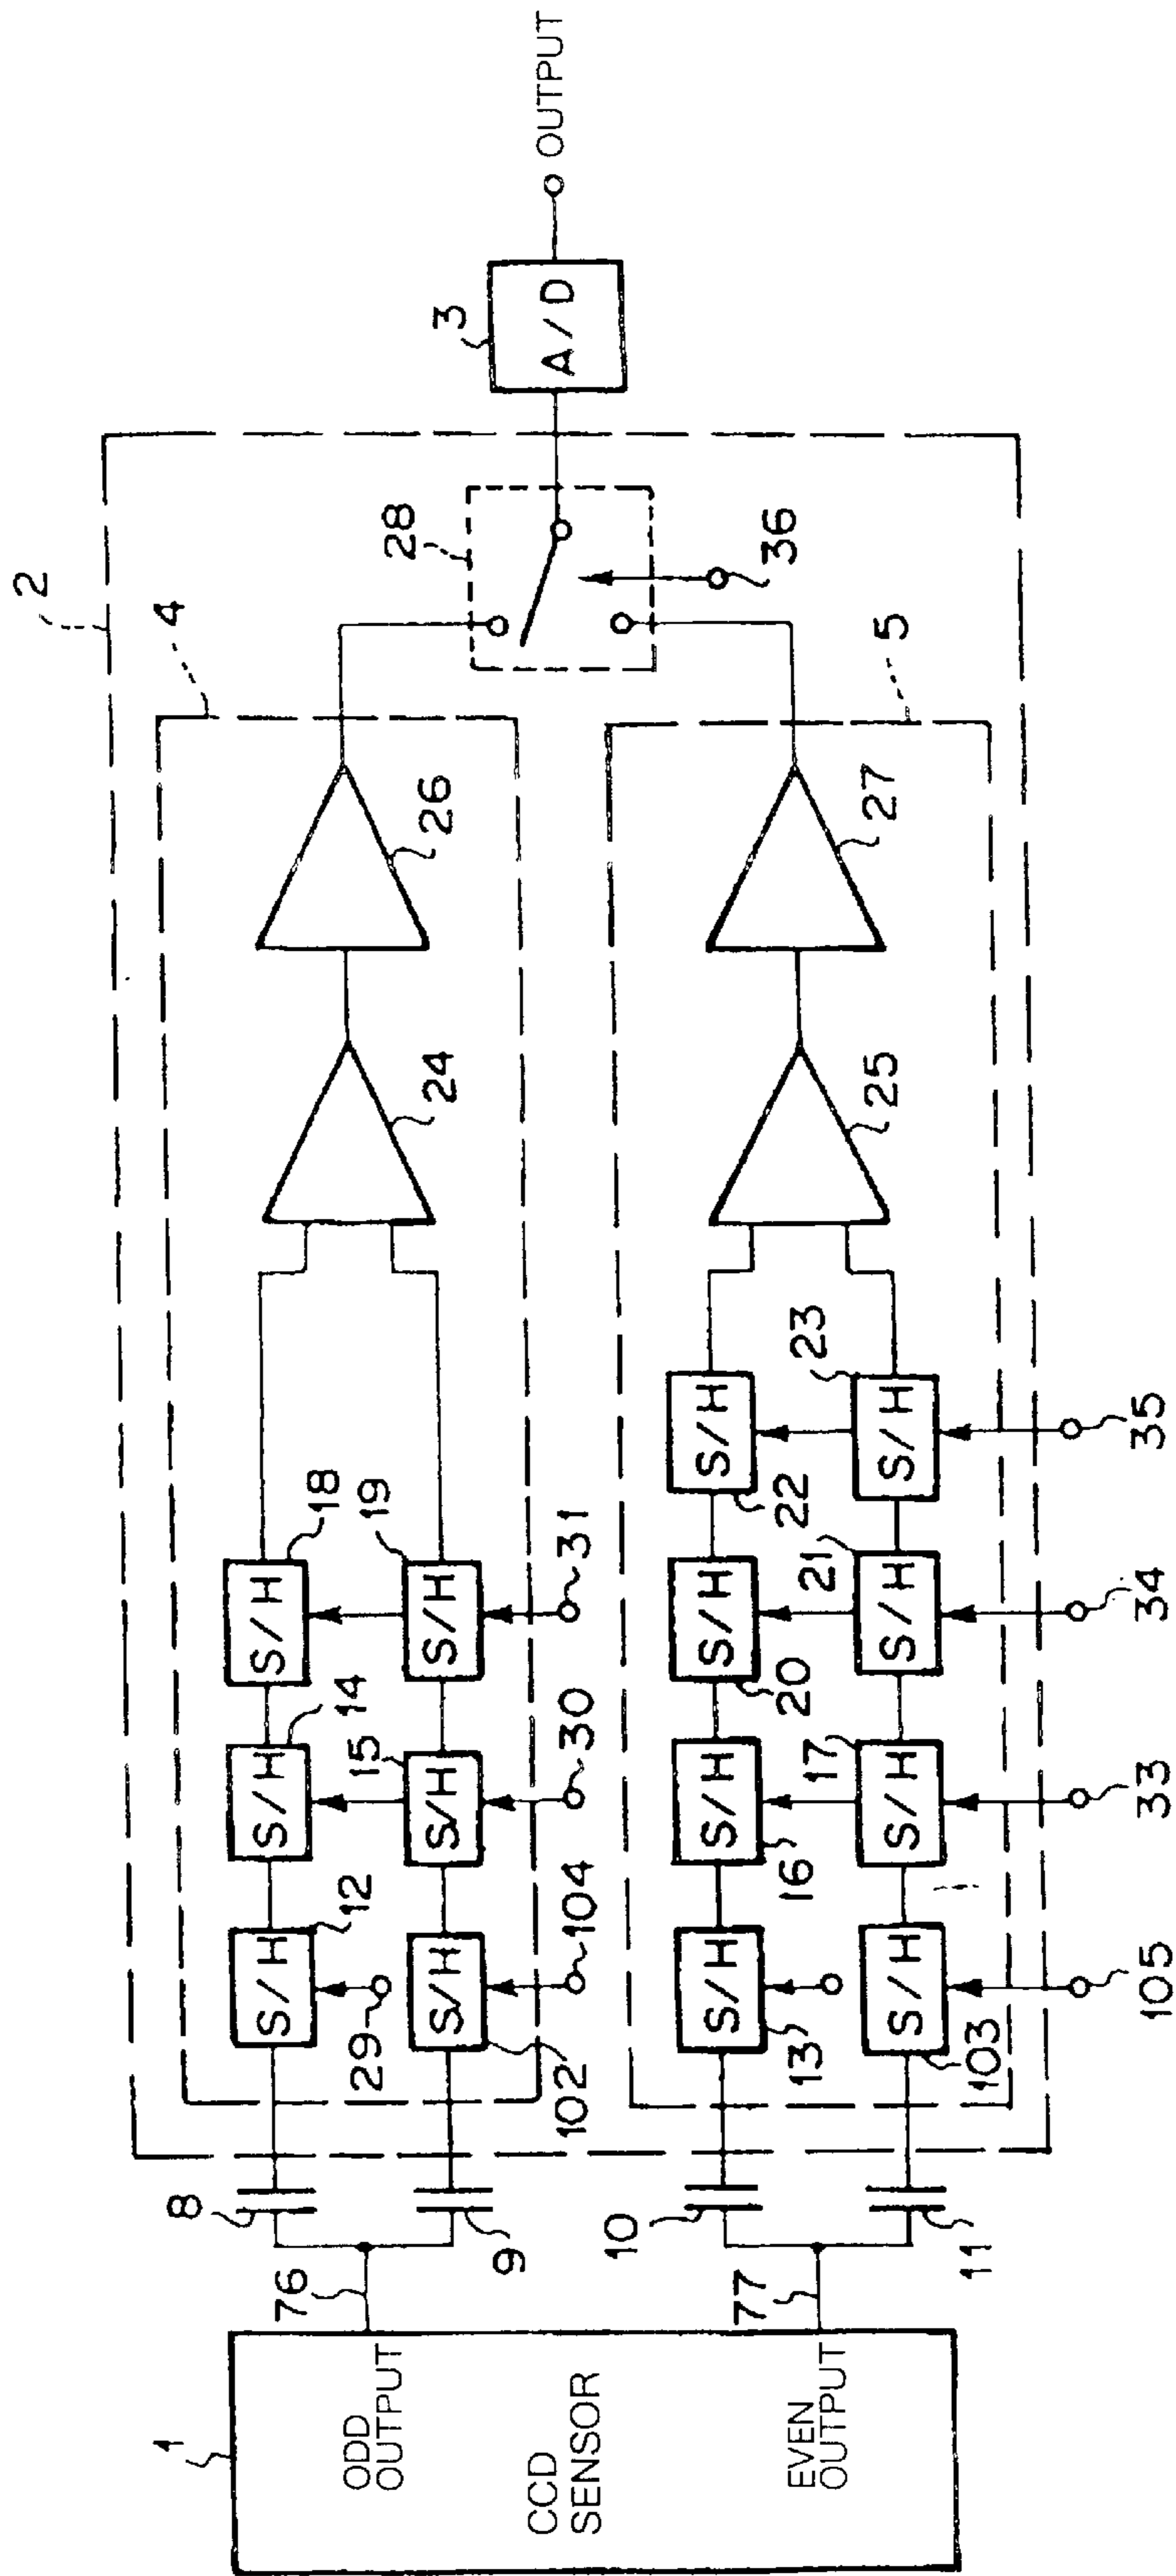 1
ODD
OUTPUT
CCD
SENSOR
EVEN
OUTPUT
76
77
8
9
10
11
2
4
29
S/H
12
S/H
14
S/H
18
S/H
102
104
S/H
15
30
S/H
19
31
24
26
5
S/H
13
S/H
16
S/H
20
S/H
22
S/H
103
105
S/H
17
33
S/H
21
34
S/H
23
35
25
27
28
36
3
A/D
OUTPUT